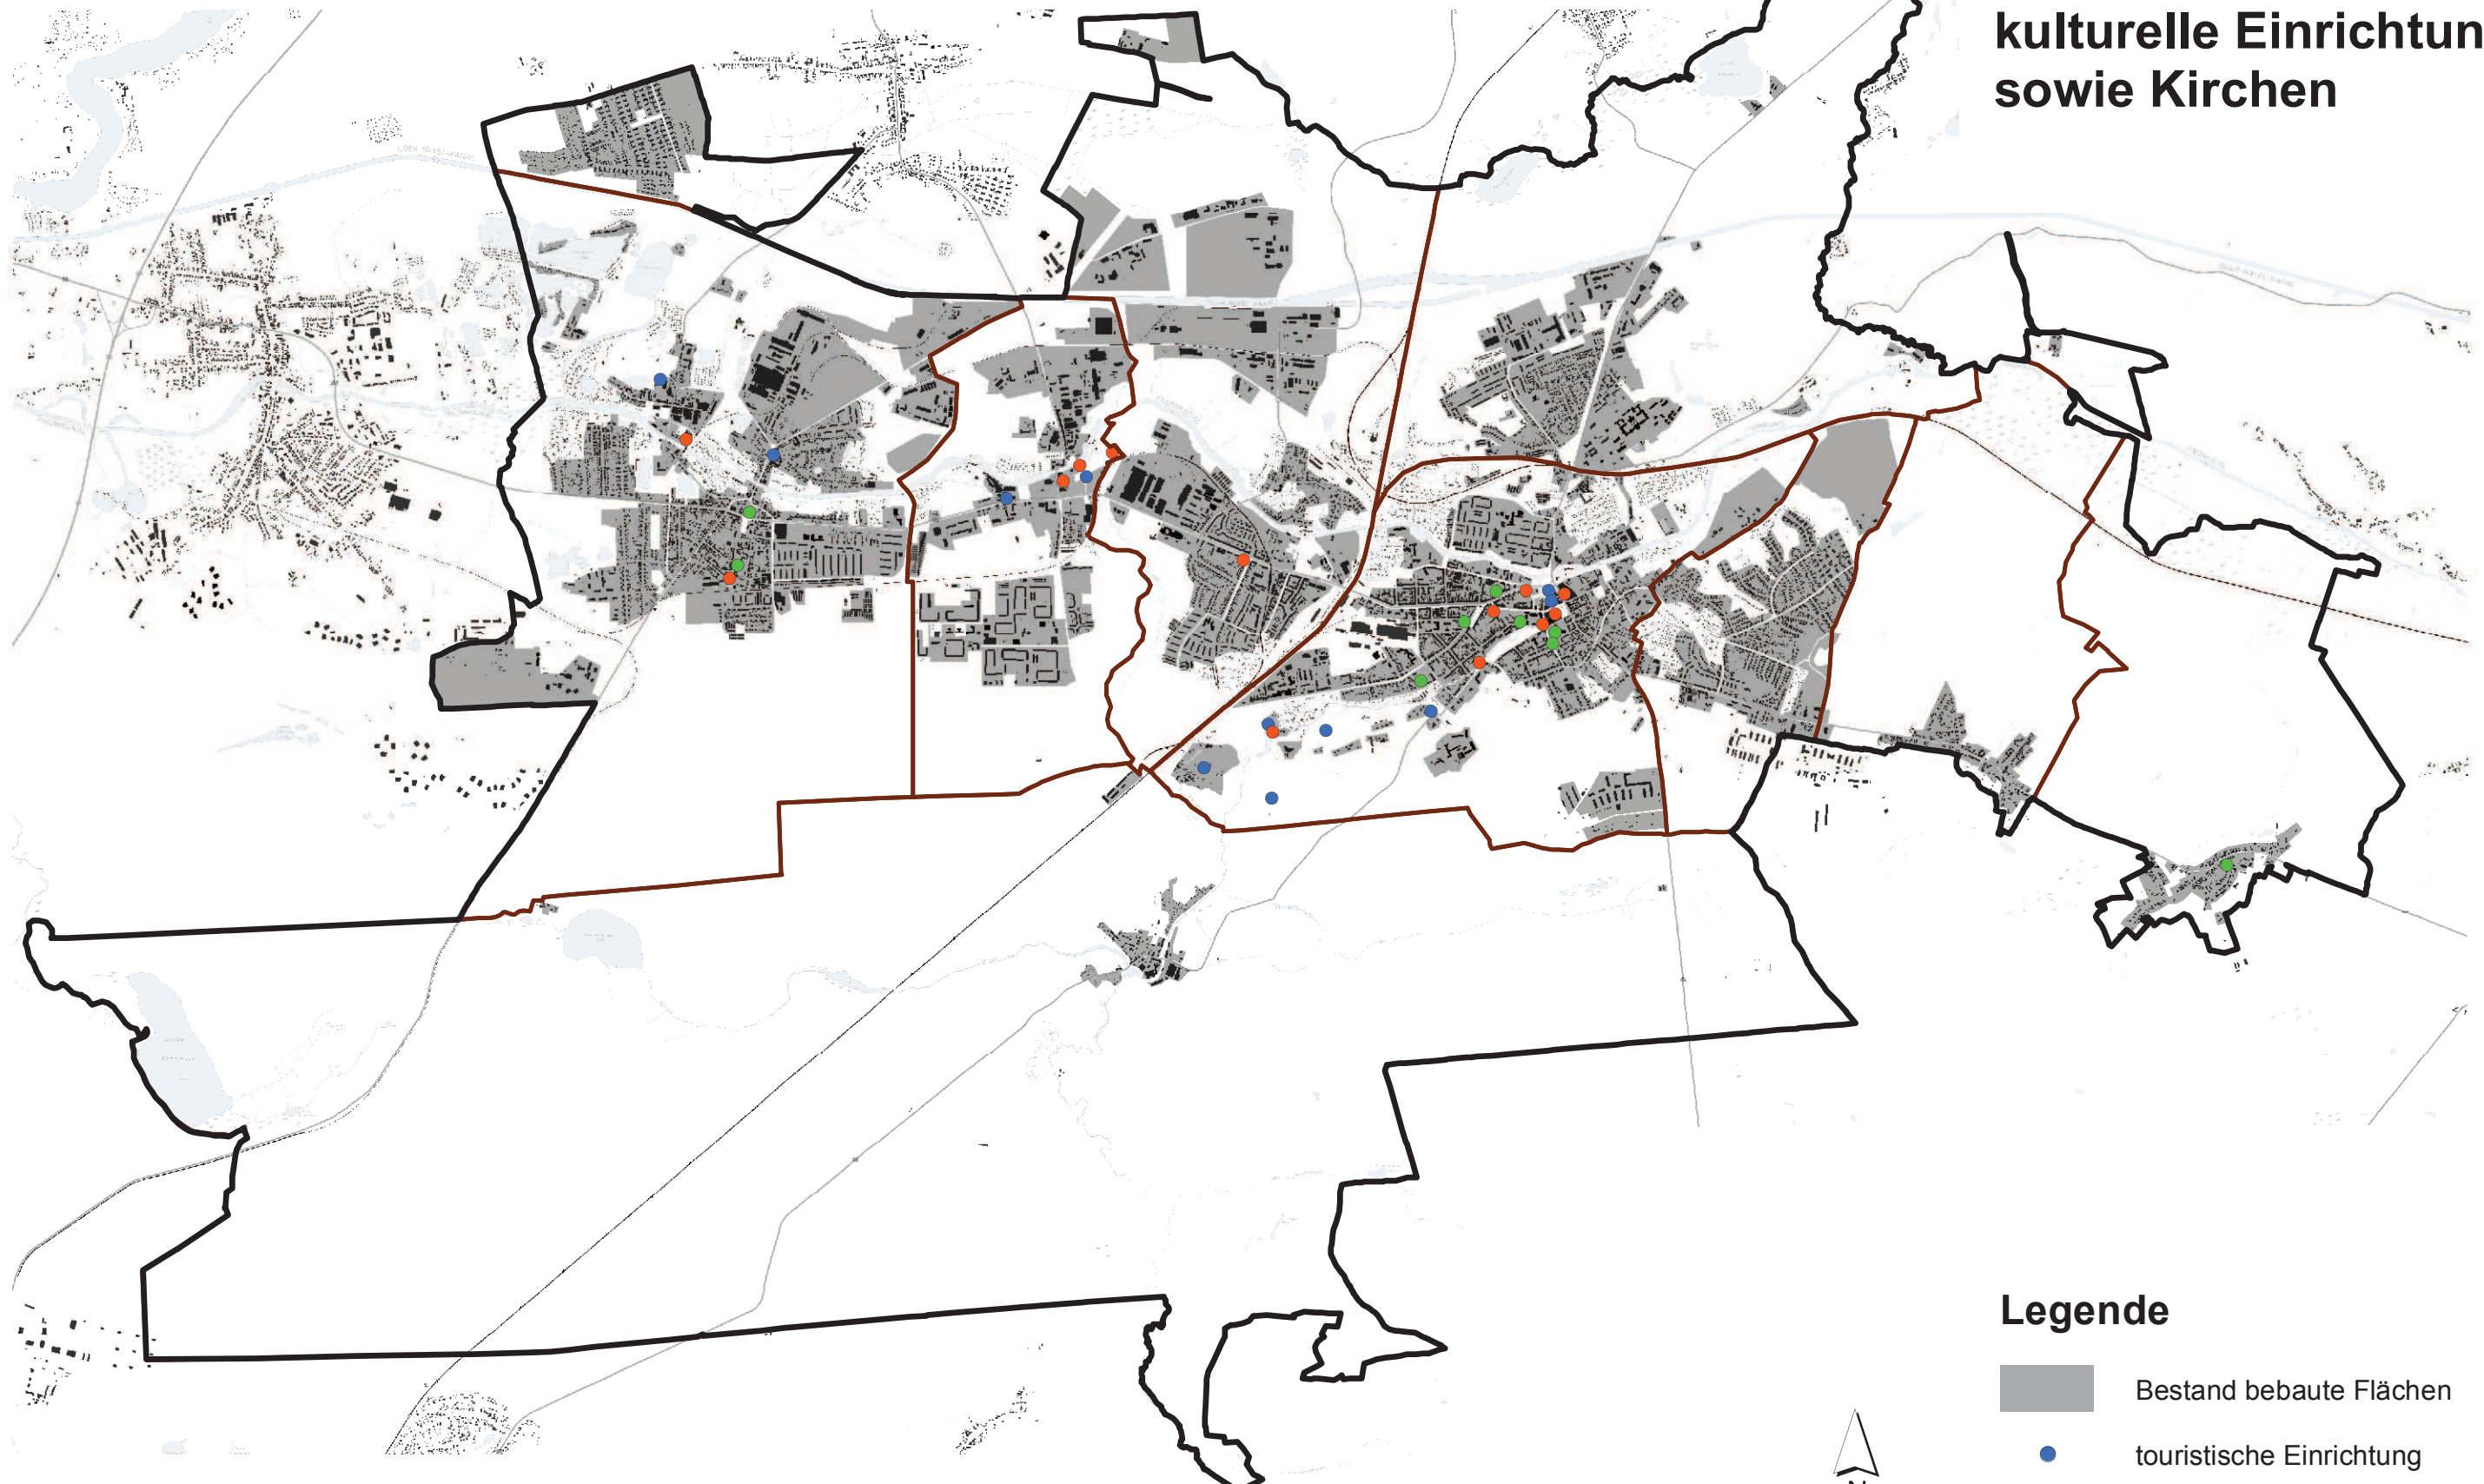 kulturelle Einrichtun
sowie Kirchen
Legende
Bestand bebaute Flächen
touristische Einrichtung